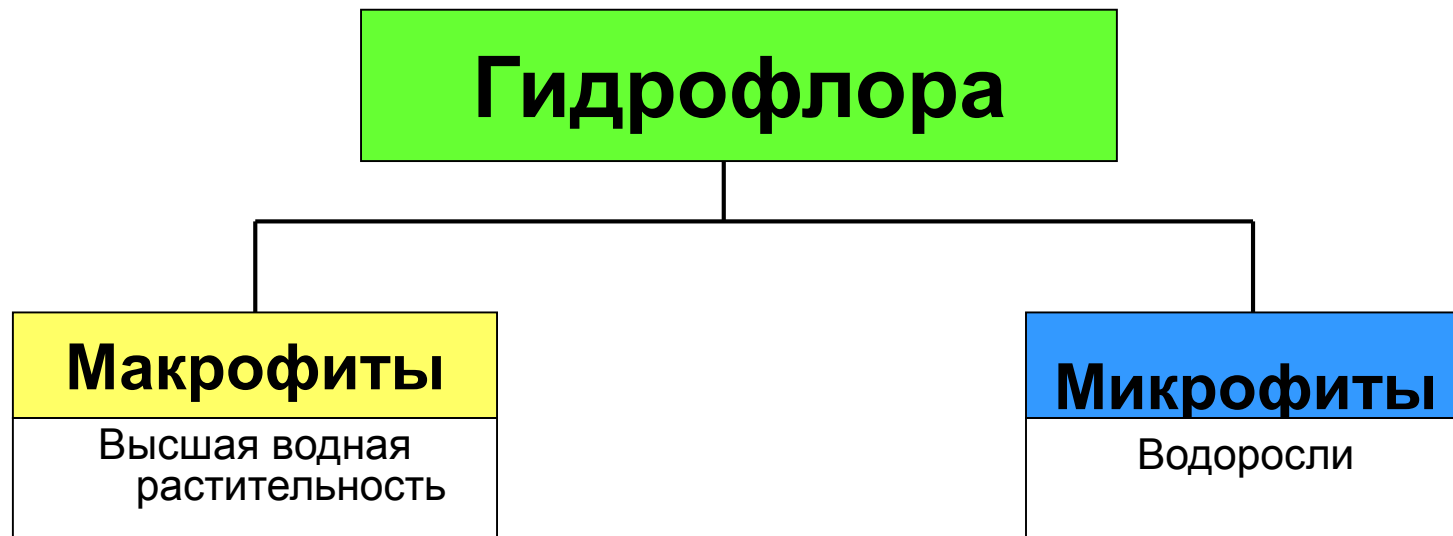 Гидрофлора
Макрофиты
Высшая водная
растительность
Микрофиты
Водоросли